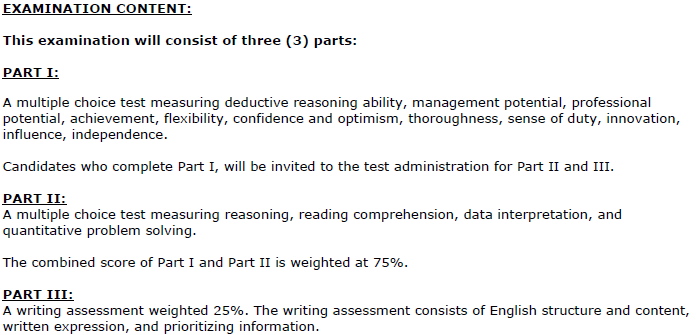 EXAMINATION CONTENT:
This examination will consist of three (3) parts:
PART I:
A multiple choice test measuring deductive reasoning ability, management potential, professional
potential, achievement, flexibility, confidence and optimism, thoroughness, sense of duty, innovation,
influence, independence.
Candidates who complete Part I, will be invited to the test administration for Part II and III.
PART II:
A multiple choice test measuring reasoning, reading comprehension, data interpretation, and
quantitative problem solving.
The combined score of Part I and Part II is weighted at 75%.
PART III:
A writing assessment weighted 25%. The writing assessment consists of English structure and content,
written expression, and prioritizing information.